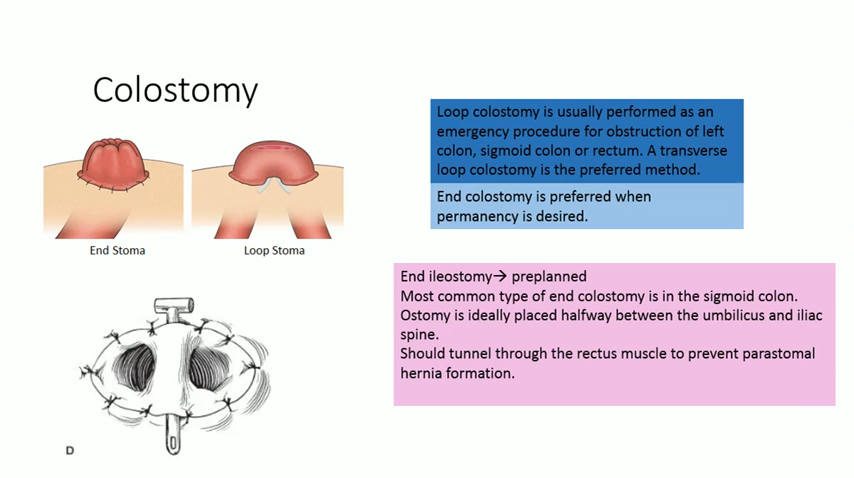 Colostomy
End Stoma
Loop Stoma
D
Loop colostomy is usually performed as an
emergency procedure for obstruction of left
colon, sigmoid colon or rectum. A transverse
loop colostomy is the preferred method.
End colostomy is preferred when
permanency is desired.
End ileostomy→ preplanned
Most common type of end colostomy is in the sigmoid colon.
Ostomy is ideally placed halfway between the umbilicus and iliac
spine.
Should tunnel through the rectus muscle to prevent parastomal
hernia formation.